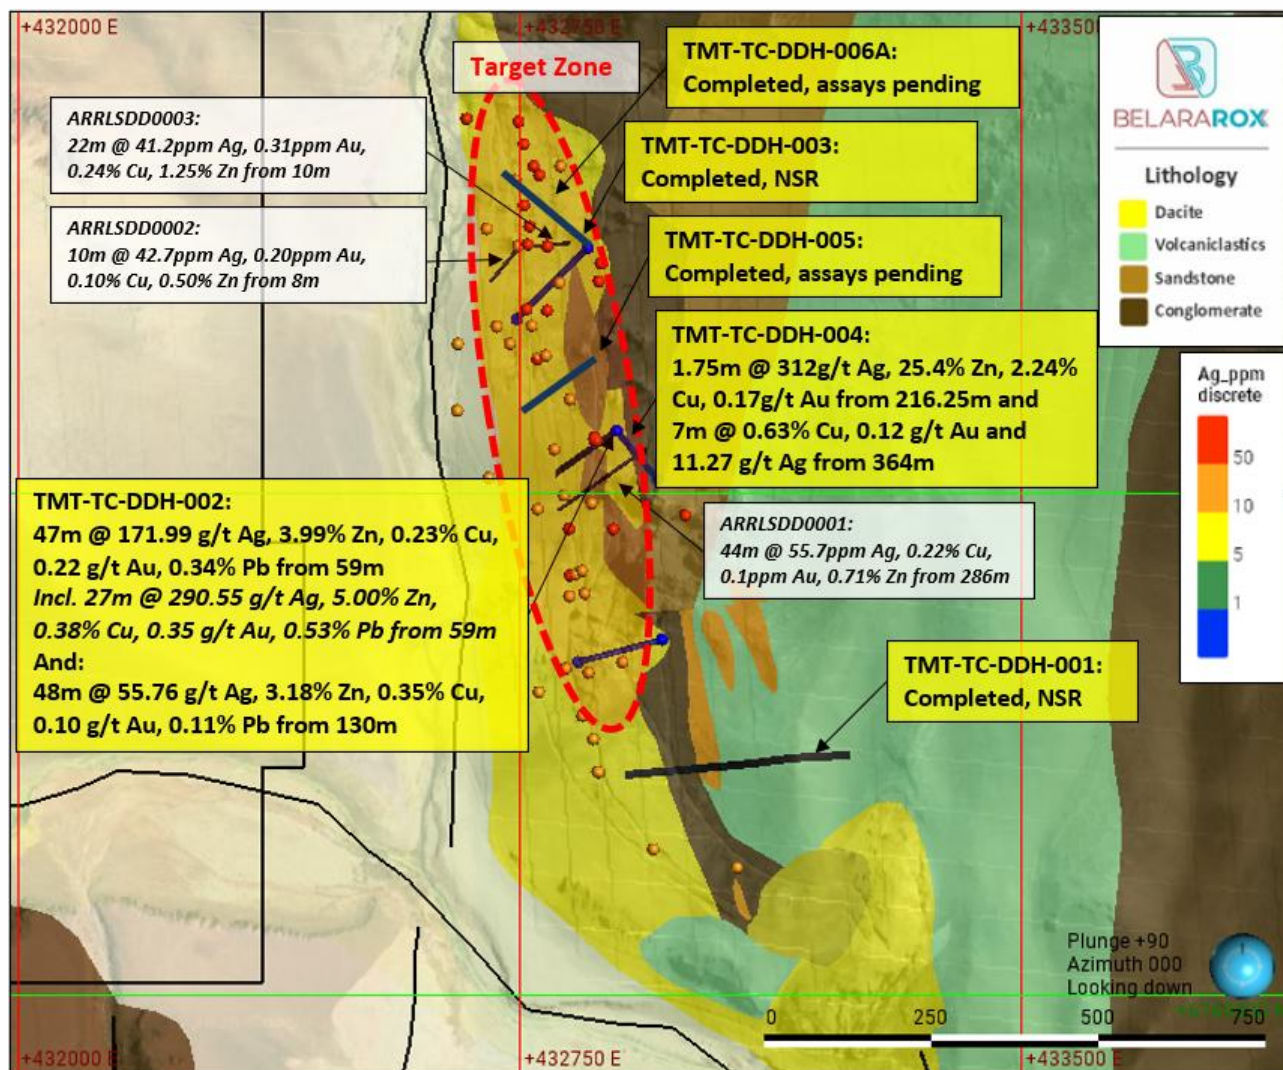 +432000 E
+432750 E
+433500
Target Zone
TMT-TC-DDH-006A:
Completed, assays pending
ARRLSDD0003:
22m @ 41.2ppm Ag, 0.31ppm Au,
0.24% Cu, 1.25% Zn from 10m
TMT-TC-DDH-003:
Completed, NSR
ARRLSDD0002:
10m @ 42.7ppm Ag, 0.20ppm Au,
0.10% Cu, 0.50% Zn from 8m
TMT-TC-DDH-005:
Completed, assays pending
TMT-TC-DDH-004:
1.75m @ 312g/t Ag, 25.4% Zn, 2.24%
Cu, 0.17g/t Au from 216.25m and
7m @ 0.63% Cu, 0.12 g/t Au and
11.27 g/t Ag from 364m
TMT-TC-DDH-002:
47m @ 171.99 g/t Ag, 3.99% Zn, 0.23% Cu,
0.22 g/t Au, 0.34% Pb from 59m
Incl. 27m @ 290.55 g/t Ag, 5.00% Zn,
0.38% Cu, 0.35 g/t Au, 0.53% Pb from 59m
And:
48m @ 55.76 g/t Ag, 3.18% Zn, 0.35% Cu,
0.10 g/t Au, 0.11% Pb from 130m
ARRLSDD0001:
44m @ 55.7ppm Ag, 0.22% Cu,
0.1ppm Au, 0.71% Zn from 286m
TMT-TC-DDH-001:
Completed, NSR
BELARAROX
Lithology
Dacite
Volcaniclastics
Sandstone
Conglomerate
Ag_ppm
discrete
50
10
5
1
Plunge +90
Azimuth 000
Looking down
0
250
500
750
+432000 E
+432750 E
+433500 E